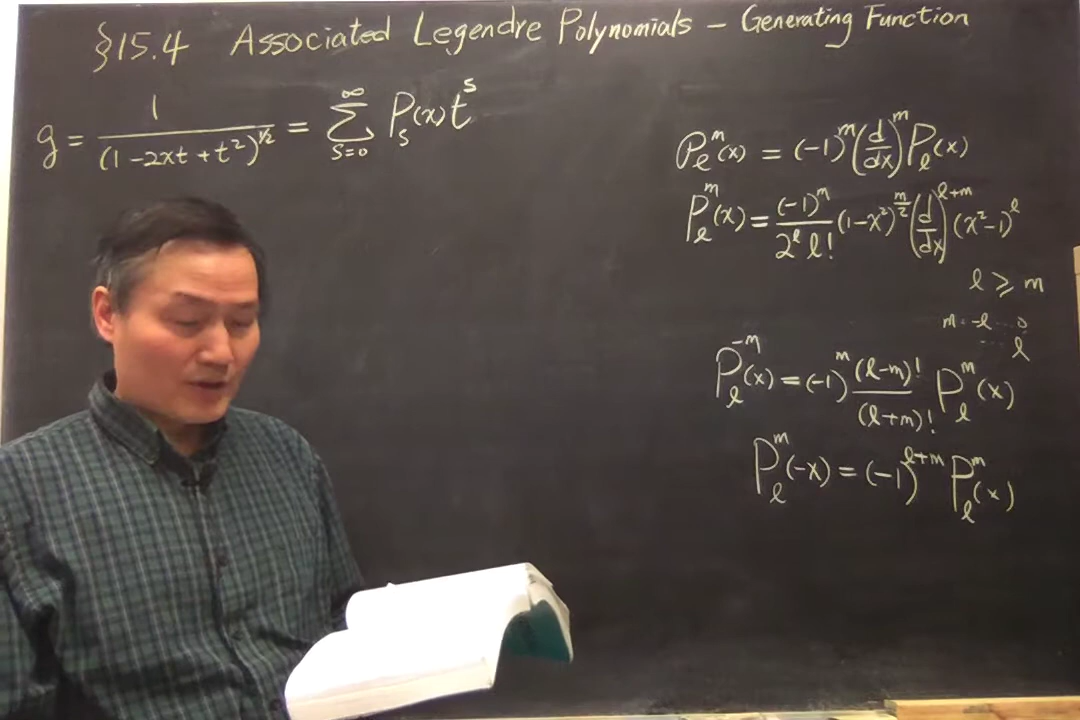 §15.4 Associated Legendre Polynomials – Generating Function
g = 1/(1-2xt+t²)^{1/2} = ∑_{s=0}^{∞} P_s(x) t^s
𝒫_ℓ^m(x) = (-1)^m (d/dx)^m P_ℓ(x)
P_ℓ^m(x) = (-1)^m/(2^ℓ ℓ!) (1-x²)^{m/2} (d/dx)^{ℓ+m} (x²-1)^ℓ
ℓ ⩾ m
m = -ℓ ... 0
... ℓ
P_ℓ^{-m}(x) = (-1)^m (ℓ-m)!/(ℓ+m)! P_ℓ^m(x)
P_ℓ^m(-x) = (-1)^{ℓ+m} P_ℓ^m(x)